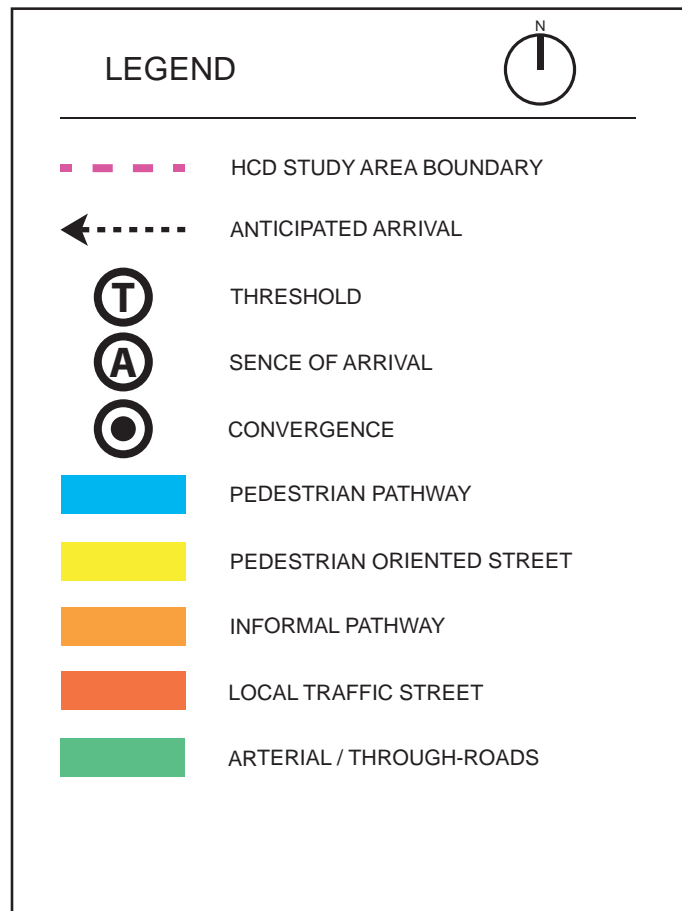 N
LEGEND
HCD STUDY AREA BOUNDARY
ANTICIPATED ARRIVAL
T THRESHOLD
A SENCE OF ARRIVAL
CONVERGENCE
PEDESTRIAN PATHWAY
PEDESTRIAN ORIENTED STREET
INFORMAL PATHWAY
LOCAL TRAFFIC STREET
ARTERIAL / THROUGH-ROADS